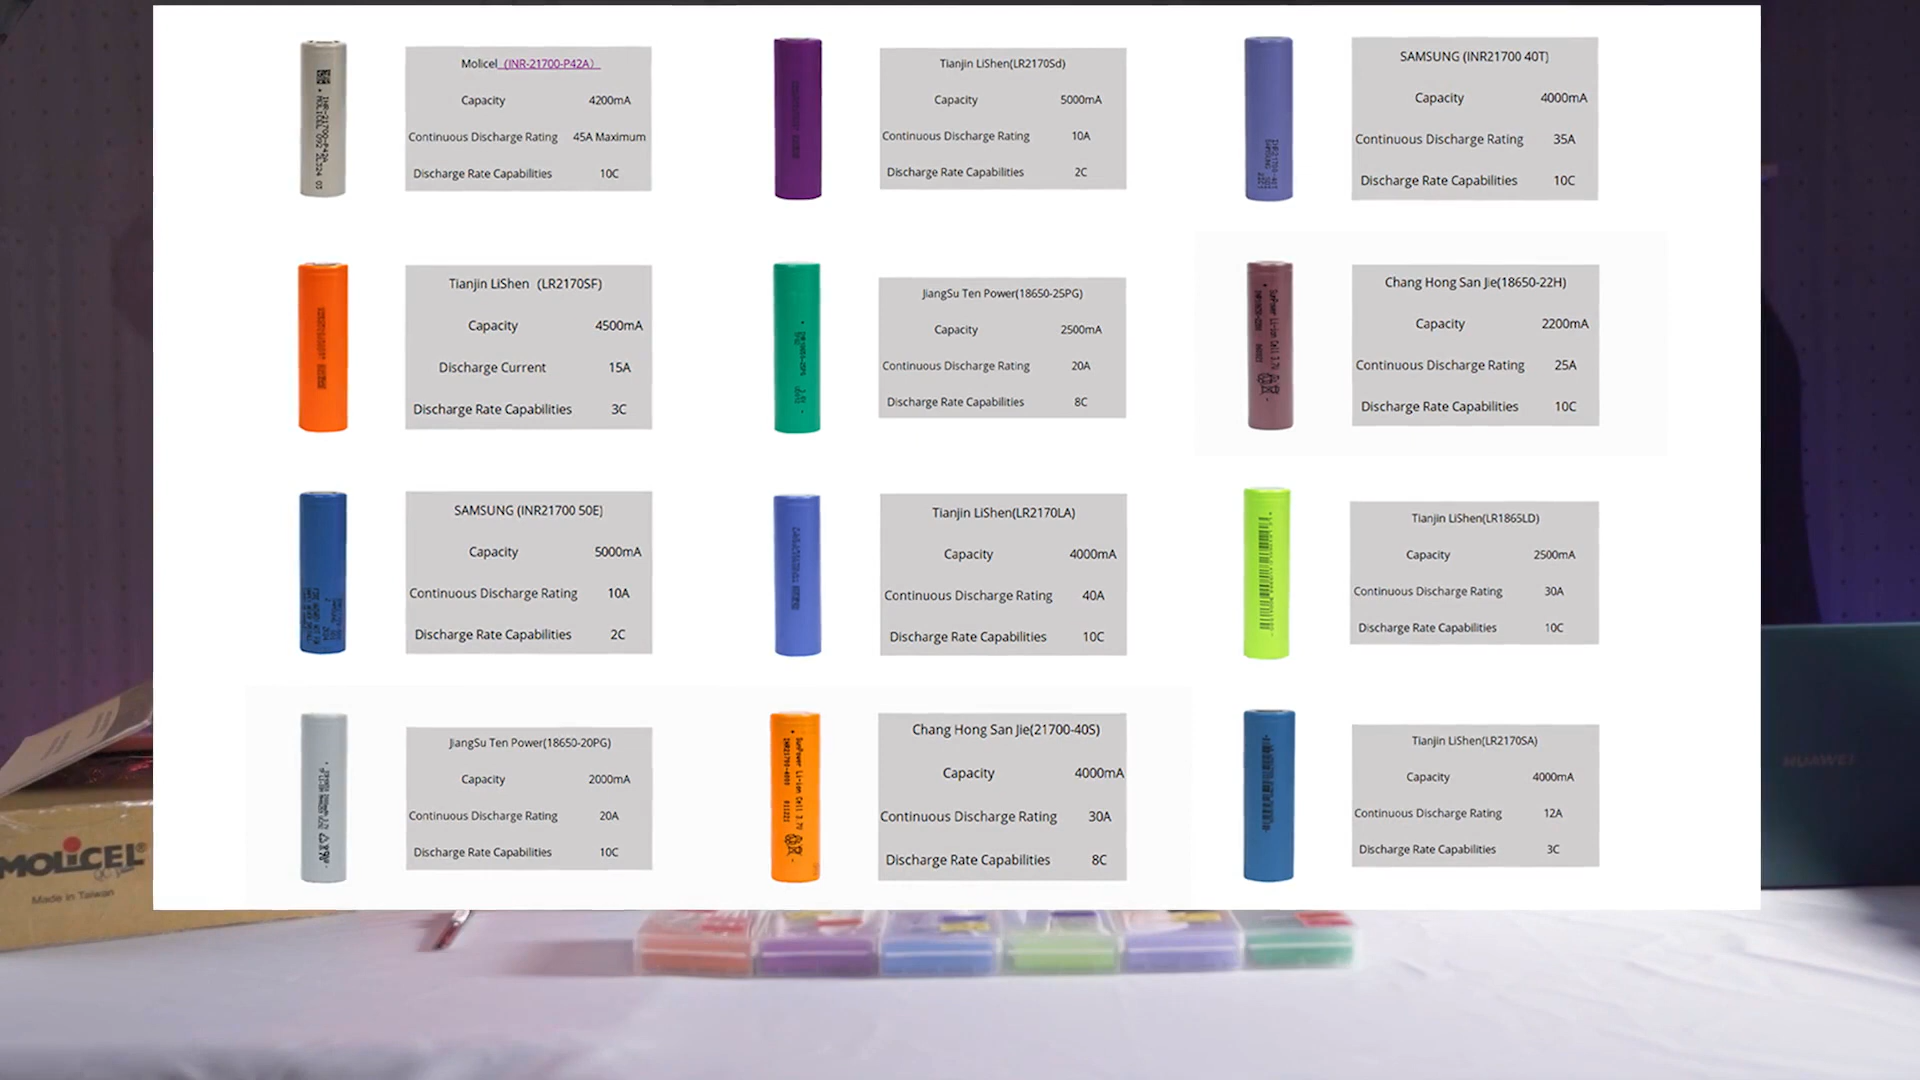 Molicel (INR-21700-P42A)
Capacity 4200mA
Continuous Discharge Rating 45A Maximum
Discharge Rate Capabilities 10C
Tianjin LiShen(LR2170Sd)
Capacity 5000mA
Continuous Discharge Rating 10A
Discharge Rate Capabilities 2C
SAMSUNG (INR21700 40T)
Capacity 4000mA
Continuous Discharge Rating 35A
Discharge Rate Capabilities 10C
Tianjin LiShen (LR2170SF)
Capacity 4500mA
Discharge Current 15A
Discharge Rate Capabilities 3C
JiangSu Ten Power(18650-25PG)
Capacity 2500mA
Continuous Discharge Rating 20A
Discharge Rate Capabilities 8C
Chang Hong San Jie(18650-22H)
Capacity 2200mA
Continuous Discharge Rating 25A
Discharge Rate Capabilities 10C
SAMSUNG (INR21700 50E)
Capacity 5000mA
Continuous Discharge Rating 10A
Discharge Rate Capabilities 2C
Tianjin LiShen(LR2170LA)
Capacity 4000mA
Continuous Discharge Rating 40A
Discharge Rate Capabilities 10C
Tianjin LiShen(LR1865LD)
Capacity 2500mA
Continuous Discharge Rating 30A
Discharge Rate Capabilities 10C
JiangSu Ten Power(18650-20PG)
Capacity 2000mA
Continuous Discharge Rating 20A
Discharge Rate Capabilities 10C
SunPower Li-ion Cell 3.7V
Chang Hong San Jie(21700-40S)
Capacity 4000mA
Continuous Discharge Rating 30A
Discharge Rate Capabilities 8C
Tianjin LiShen(LR2170SA)
Capacity 4000mA
Continuous Discharge Rating 12A
Discharge Rate Capabilities 3C
MOLiCEL®
Made in Taiwan
HUAWEI